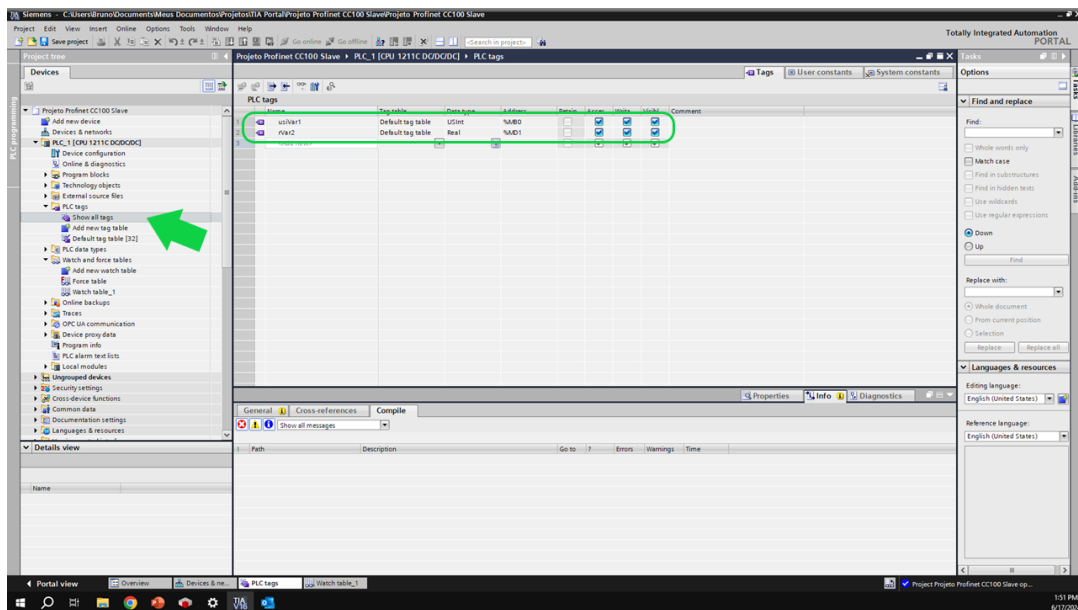 Siemens - C:\Users\Bruno\Documents\Meus Documentos\Projetos\TIA Portal\Projeto Profinet CC100 Slave\Projeto Profinet CC100 Slave
Project Edit View Insert Online Options Tools Window Help
Totally Integrated Automation
PORTAL
Save project
Go online
Go offline
<Search in project>
Project tree
Projeto Profinet CC100 Slave PLC_1 [CPU 1211C DC/DC/DC] PLC tags
Tasks
Devices
Tags
User constants
System constants
Options
PLC tags
Name Tag table Data type Address Retain Acces Write Visibl Comment
1 usiVar1 Default tag table USInt %MB0
2 rVar2 Default tag table Real %MD1
3
PLC programming
Projeto Profinet CC100 Slave
Add new device
Devices & networks
PLC_1 [CPU 1211C DC/DC/DC]
Device configuration
Online & diagnostics
Program blocks
Technology objects
External source files
PLC tags
Show all tags
Add new tag table
Default tag table [32]
PLC data types
Watch and force tables
Add new watch table
Force table
Watch table_1
Online backups
Traces
OPC UA communication
Device proxy data
Program info
PLC alarm text lists
Local modules
Ungrouped devices
Security settings
Cross-device functions
Common data
Documentation settings
Languages & resources
Details view
Name
Find and replace
Find:
Whole words only
Match case
Find in substructures
Find in hidden texts
Use wildcards
Use regular expressions
Down
Up
Find
Replace with:
Whole document
From current position
Selection
Replace Replace all
Languages & resources
Editing language:
English (United States)
Reference language:
English (United States)
Tasks
Libraries
Add-ins
Properties Info Diagnostics
General Cross-references Compile
Show all messages
! Path Description Go to ? Errors Warnings Time
Portal view Overview Devices & ne... PLC tags Watch table_1
Project Projeto Profinet CC100 Slave op...
1:51 PM